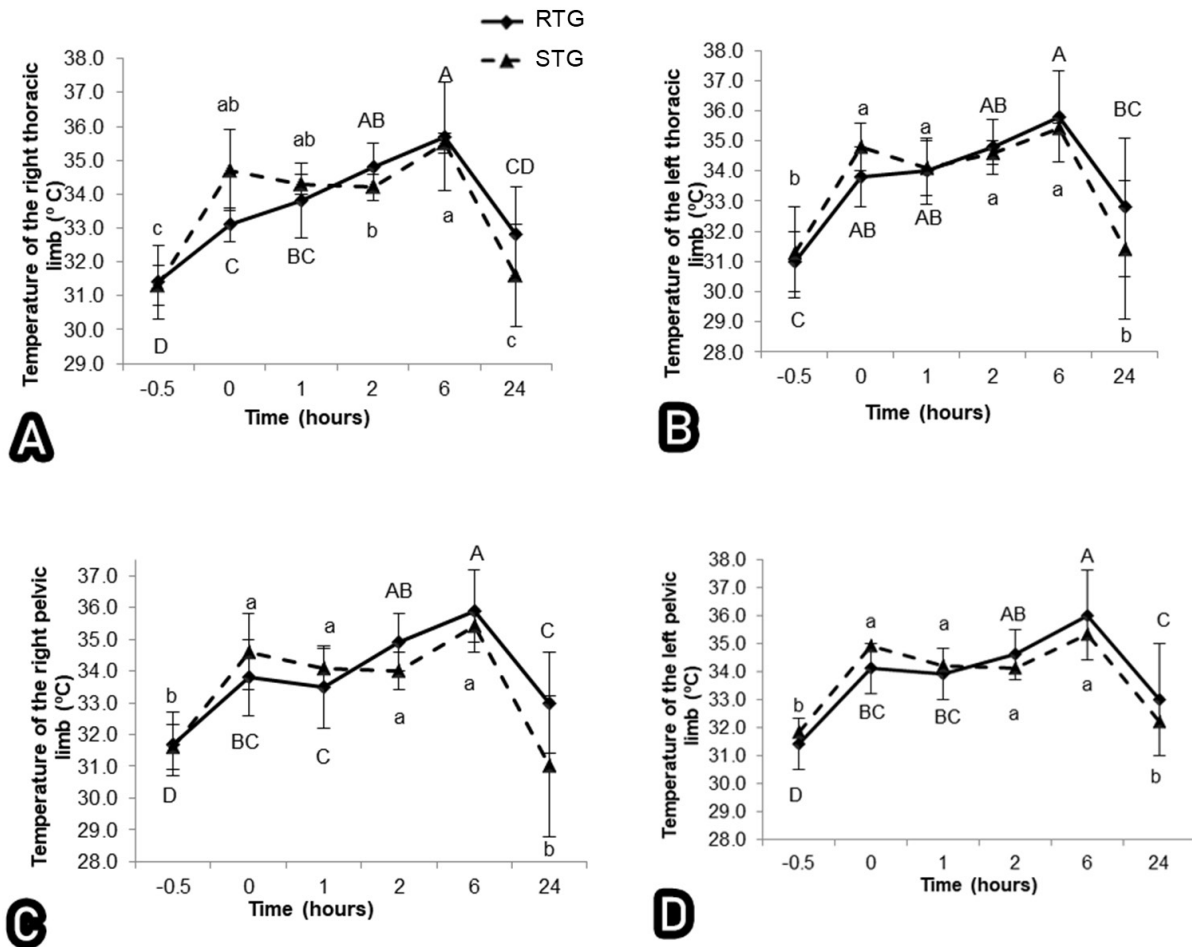 RTG
STG
Temperature of the right thoracic
limb (º C)
38.0
37.0
36.0
35.0
34.0
33.0
32.0
31.0
30.0
29.0
c
D
ab
C
ab
BC
AB
b
A
a
CD
c
-0.5 0 1 2 6 24
Time (hours)
A
Temperature of the left thoracic
limb (ºC)
38.0
37.0
36.0
35.0
34.0
33.0
32.0
31.0
30.0
29.0
28.0
b
C
a
AB
a
AB
AB
a
A
a
BC
b
-0.5 0 1 2 6 24
Time (hours)
B
Temperature of the right pelvic
limb (ºC)
37.0
36.0
35.0
34.0
33.0
32.0
31.0
30.0
29.0
28.0
b
D
a
BC
a
C
AB
a
A
a
C
b
-0.5 0 1 2 6 24
Time (hours)
C
Temperature of the left pelvic
limb (ºC)
38.0
37.0
36.0
35.0
34.0
33.0
32.0
31.0
30.0
29.0
28.0
b
D
a
BC
a
BC
AB
a
A
a
C
b
-0.5 0 1 2 6 24
Time (hours)
D